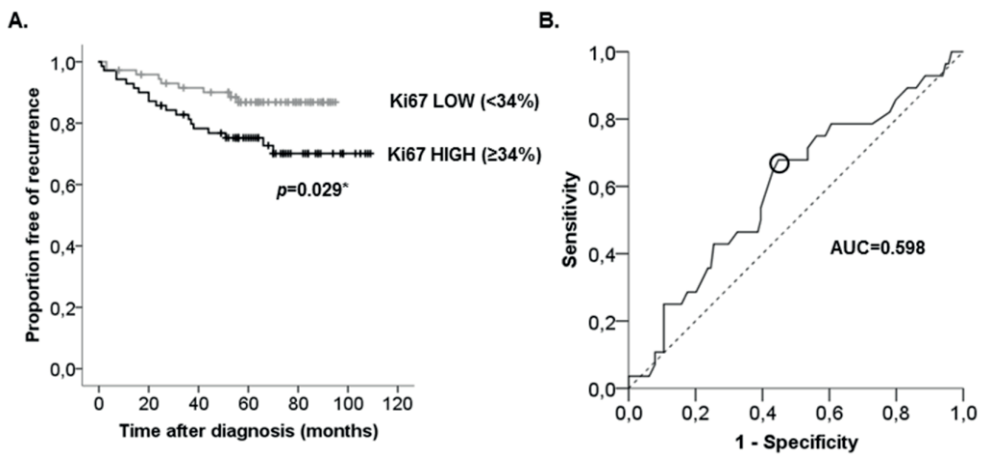 A.
1,0
0,8
0,6
0,4
0,2
0,0
Proportion free of recurrence
Ki67 LOW (<34%)
Ki67 HIGH (≥34%)
p=0.029*
0 20 40 60 80 100 120
Time after diagnosis (months)
B.
1,0
0,8
0,6
0,4
0,2
0,0
Sensitivity
AUC=0.598
0,0 0,2 0,4 0,6 0,8 1,0
1 - Specificity